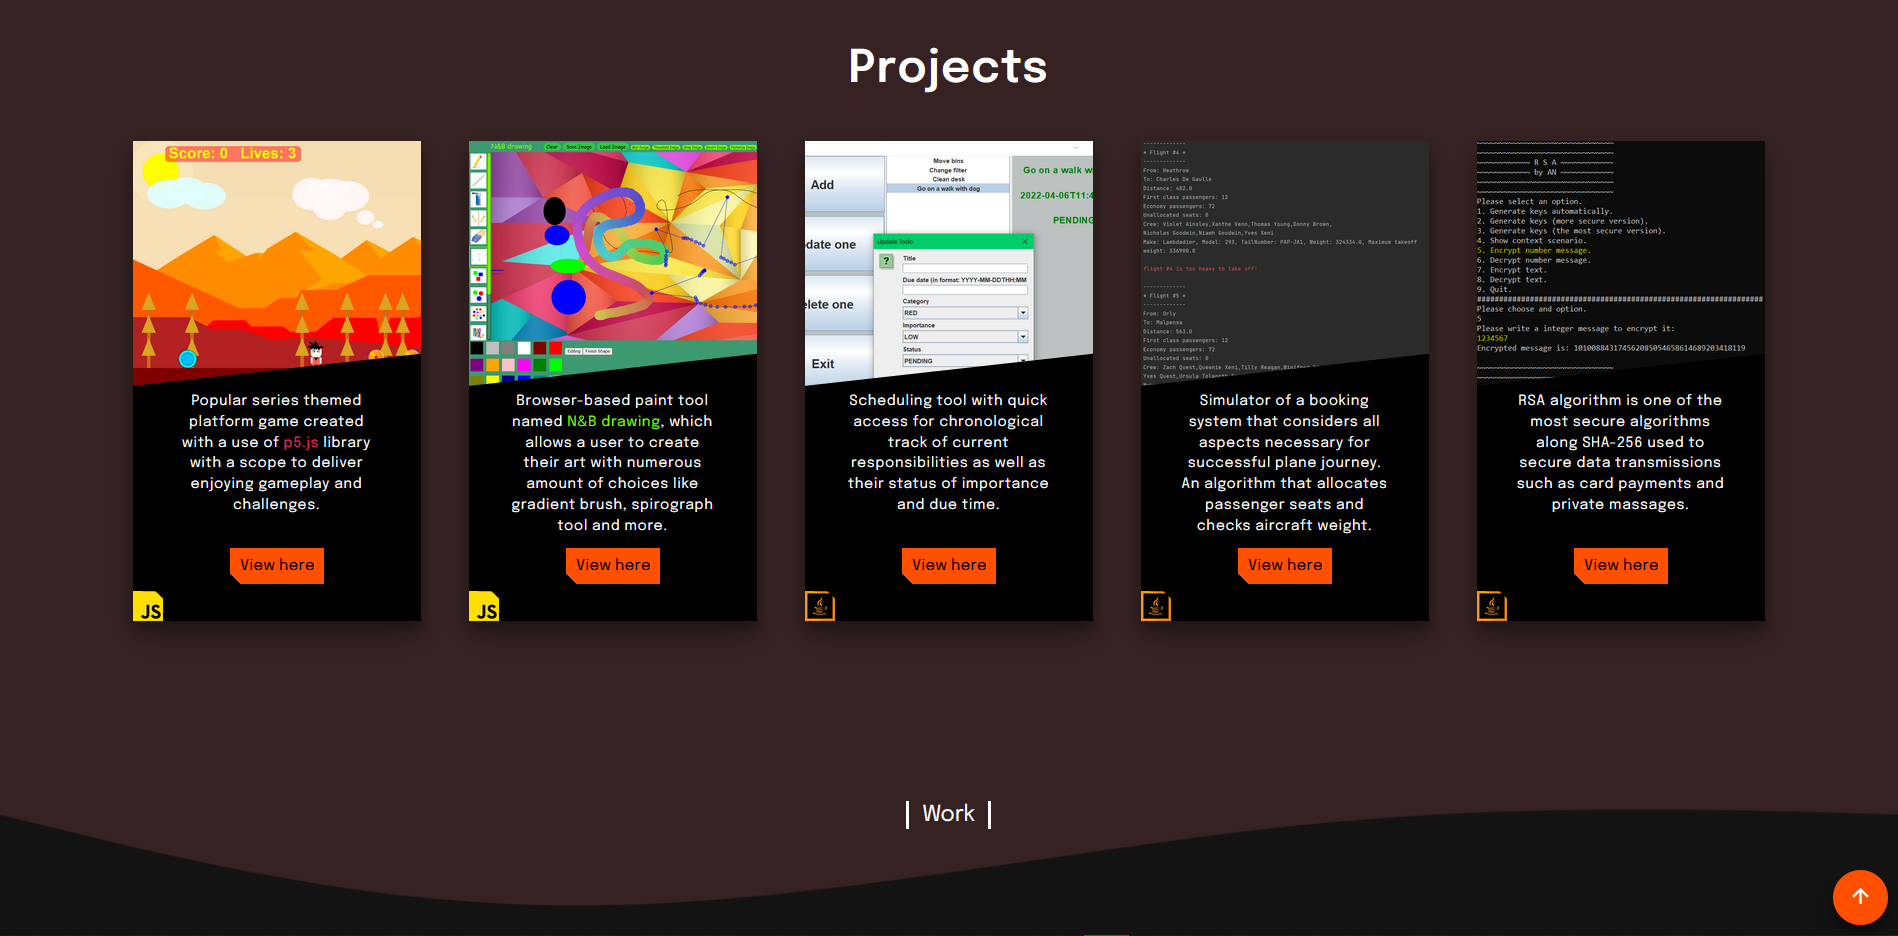 Projects
Score: 0 Lives: 3
Popular series themed
platform game created
with a use of p5.js library
with a scope to deliver
enjoying gameplay and
challenges.
View here
JS
N&B drawing
Clear
Save Image
Load Image
Editing
Finish Shape
Browser-based paint tool
named N&B drawing, which
allows a user to create
their art with numerous
amount of choices like
gradient brush, spirograph
tool and more.
View here
JS
Add
date one
elete one
Exit
Move bins
Change filter
Clean desk
Go on a walk with dog
Go on a walk w
2022-04-06T11:4
PENDING
Update Todo
?
Title
Due date (in format: YYYY-MM-DDTHH:MM
Category
RED
Importance
LOW
Status
PENDING
Scheduling tool with quick
access for chronological
track of current
responsibilities as well as
their status of importance
and due time.
View here
-------------
* Flight #4 *
-------------
From: Heathrow
To: Charles De Gaulle
Distance: 482.0
First class passengers: 12
Economy passengers: 72
Unallocated seats: 0
Crew: Violet Ainsley,Xanthe Veno,Thomas Young,Donny Brown,
Nicholas Goodwin,Niamh Goodwin,Yves Xeni
Make: Lambdadier, Model: 293, TailNumber: PAP-JA1, Weight: 324334.0, Maximum takeoff
weight: 336900.0
flight #4 is too heavy to take off!
-------------
* Flight #5 *
-------------
From: Orly
To: Malpensa
Distance: 563.0
First class passengers: 12
Economy passengers: 72
Unallocated seats: 0
Crew: Zach Quest,Queenie Xeni,Tilly Reagan,
Yves Quest,Ursula
Simulator of a booking
system that considers all
aspects necessary for
successful plane journey.
An algorithm that allocates
passenger seats and
checks aircraft weight.
View here
~~~~~~~~~~~~ R S A ~~~~~~~~~~~~
~~~~~~~~~~~~ by AN ~~~~~~~~~~~~
Please select an option.
1. Generate keys automatically.
2. Generate keys (more secure version).
3. Generate keys (the most secure version).
4. Show context scenario.
5. Encrypt number message.
6. Decrypt number message.
7. Encrypt text.
8. Decrypt text.
9. Quit.
################################################################
Please choose and option.
5
Please write a integer message to encrypt it:
1234567
Encrypted message is: 1010088431745620850546586146892034​18119
RSA algorithm is one of the
most secure algorithms
along SHA-256 used to
secure data transmissions
such as card payments and
private massages.
View here
Work